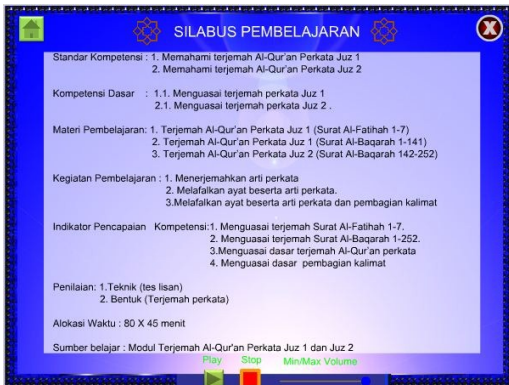 SILABUS PEMBELAJARAN
Standar Kompetensi : 1. Memahami terjemah Al-Qur'an Perkata Juz 1
2. Memahami terjemah Al-Qur'an Perkata Juz 2
Kompetensi Dasar : 1.1. Menguasai terjemah perkata Juz 1
2.1. Menguasai terjemah perkata Juz 2 .
Materi Pembelajaran: 1. Terjemah Al-Qur'an Perkata Juz 1 (Surat Al-Fatihah 1-7)
2. Terjemah Al-Qur'an Perkata Juz 1 (Surat Al-Baqarah 1-141)
3. Terjemah Al-Qur'an Perkata Juz 2 (Surat Al-Baqarah 142-252)
Kegiatan Pembelajaran : 1. Menerjemahkan arti perkata
2. Melafalkan ayat beserta arti perkata.
3.Melafalkan ayat beserta arti perkata dan pembagian kalimat
Indikator Pencapaian Kompetensi:1. Menguasai terjemah Surat Al-Fatihah 1-7.
2. Menguasai terjemah Surat Al-Baqarah 1-252.
3.Menguasai dasar terjemah Al-Qur'an perkata
4. Menguasai dasar pembagian kalimat
Penilaian: 1.Teknik (tes lisan)
2. Bentuk (Terjemah perkata)
Alokasi Waktu : 80 X 45 menit
Sumber belajar : Modul Terjemah Al-Qur'an Perkata Juz 1 dan Juz 2
Play Stop Min/Max Volume